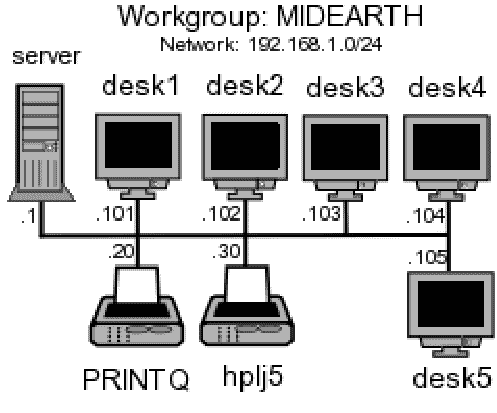 Workgroup: MIDEARTH
Network: 192.168.1.0/24
server
desk1
desk2
desk3
desk4
.1
.101
.102
.103
.104
.20
.30
.105
PRINTQ
hplj5
desk5